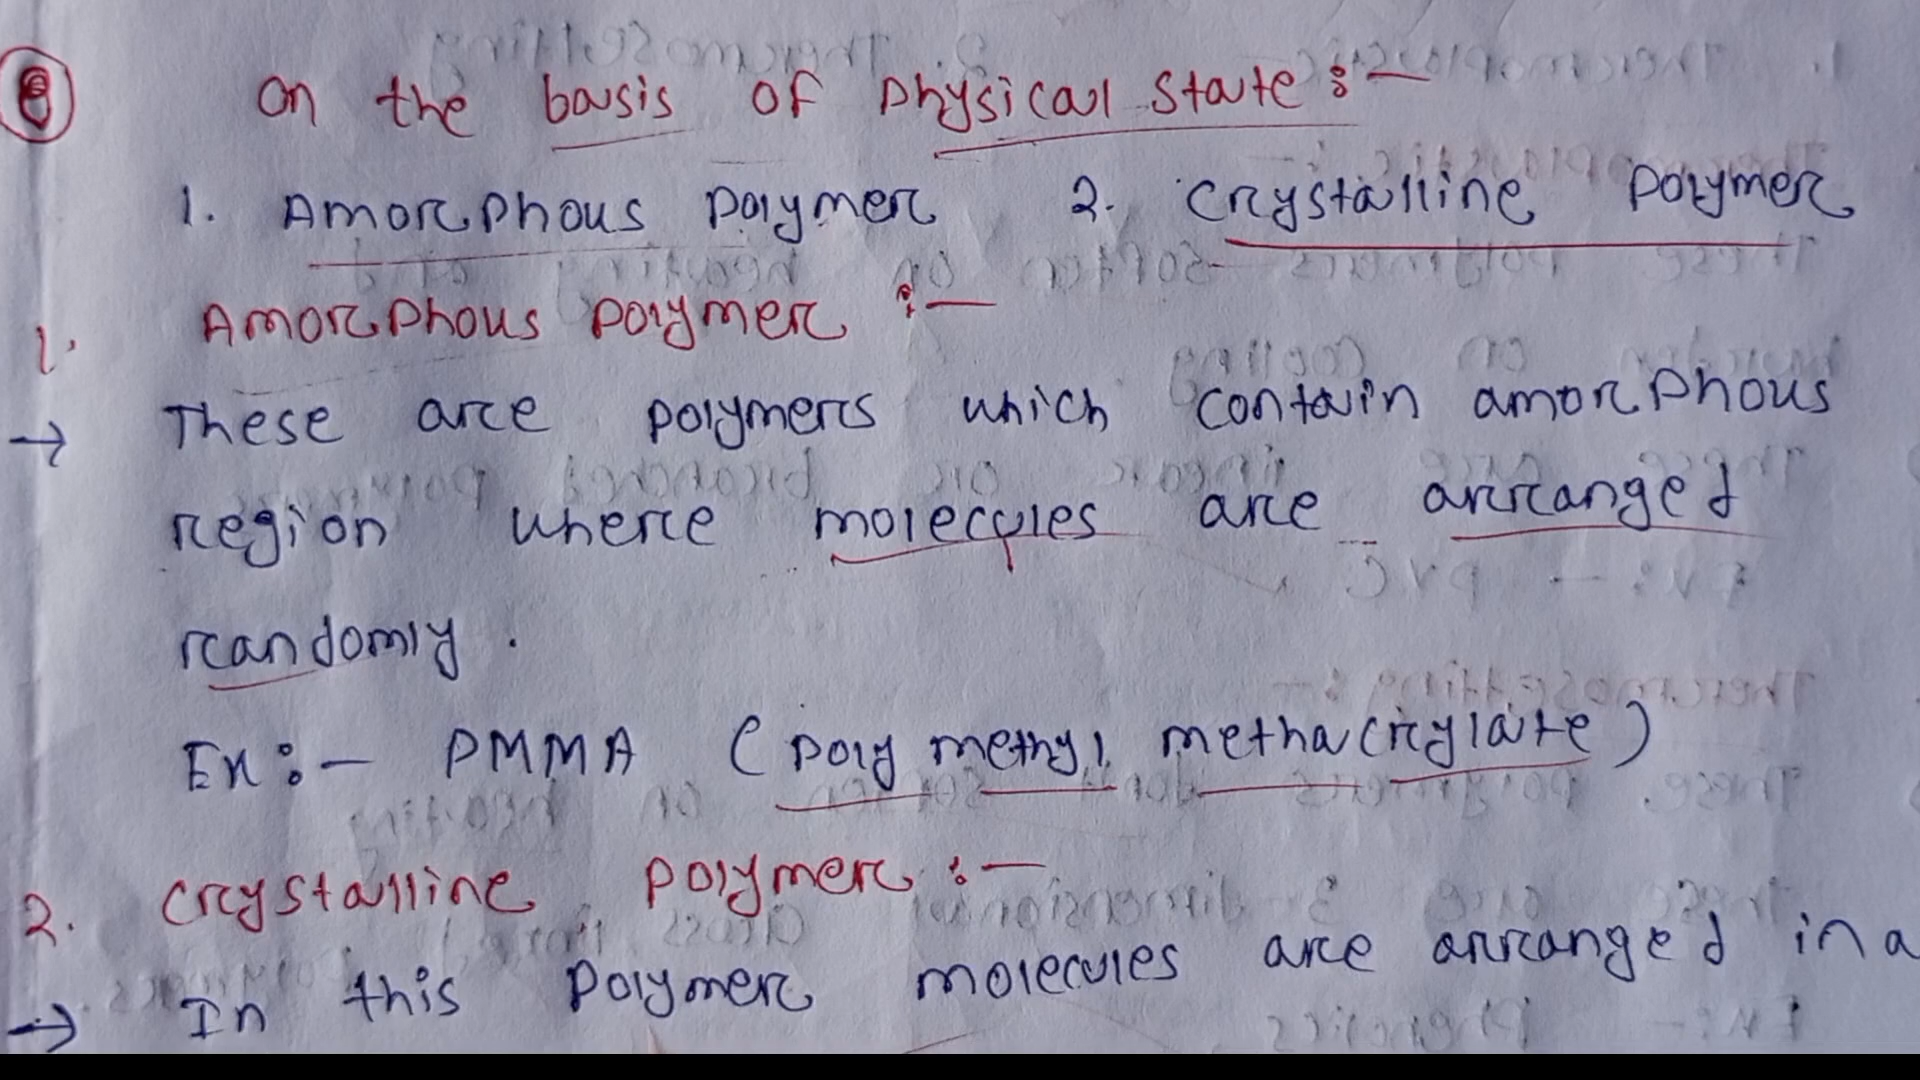 On the basis of physical state :-
1. Amorphous polymer 2. crystalline polymer
1. Amorphous polymer :-
→ These are polymers which contain amorphous
region where molecules are arranged
randomly.
Ex :- PMMA (poly methyl methacrylate)
2. crystalline polymer :-
→ In this polymer molecules are arranged in a